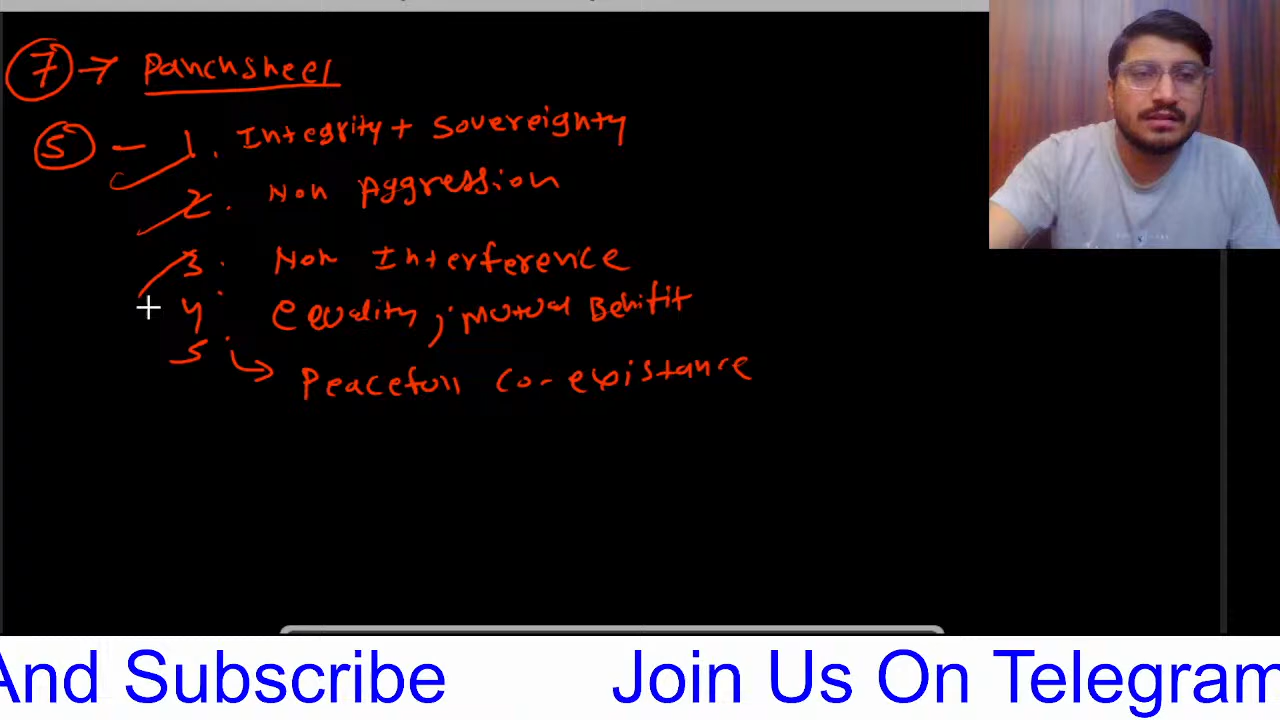 7 → Panchsheel
5 - 1. Integrity + Sovereignty
2. Non Aggression
3. Non Interference
4. equality, Mutual Benifit
5. → Peacefull co-existance
And Subscribe Join Us On Telegram